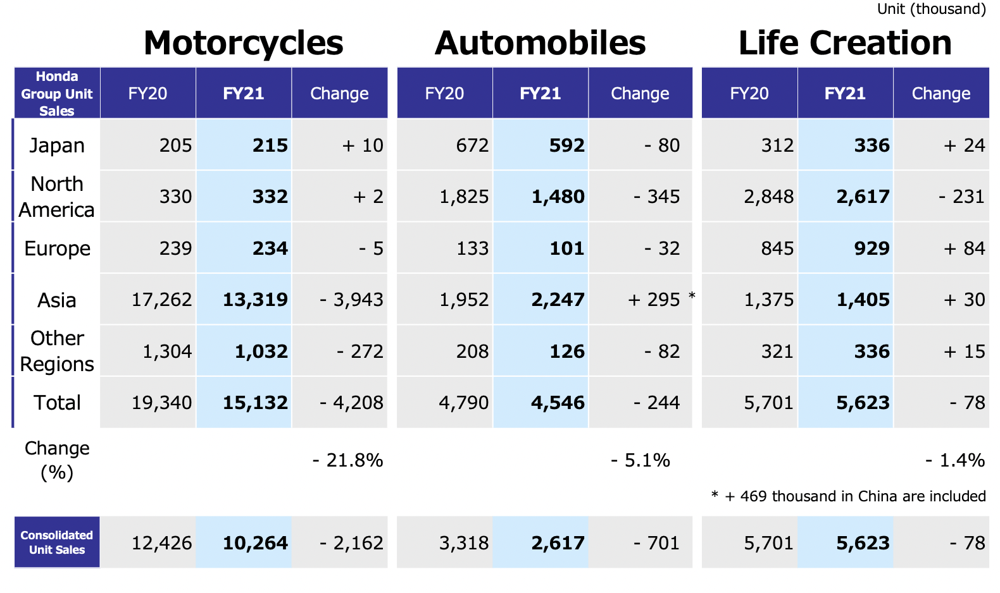 Unit (thousand)
Motorcycles Automobiles Life Creation
Honda
Group Unit
Sales
FY20 FY21 Change FY20 FY21 Change FY20 FY21 Change
Japan 205 215 + 10 672 592 - 80 312 336 + 24
North
America
330 332 + 2 1,825 1,480 - 345 2,848 2,617 - 231
Europe 239 234 - 5 133 101 - 32 845 929 + 84
Asia 17,262 13,319 - 3,943 1,952 2,247 + 295 * 1,375 1,405 + 30
Other
Regions
1,304 1,032 - 272 208 126 - 82 321 336 + 15
Total 19,340 15,132 - 4,208 4,790 4,546 - 244 5,701 5,623 - 78
Change
(%)
- 21.8% - 5.1% - 1.4%
* + 469 thousand in China are included
Consolidated
Unit Sales
12,426 10,264 - 2,162 3,318 2,617 - 701 5,701 5,623 - 78